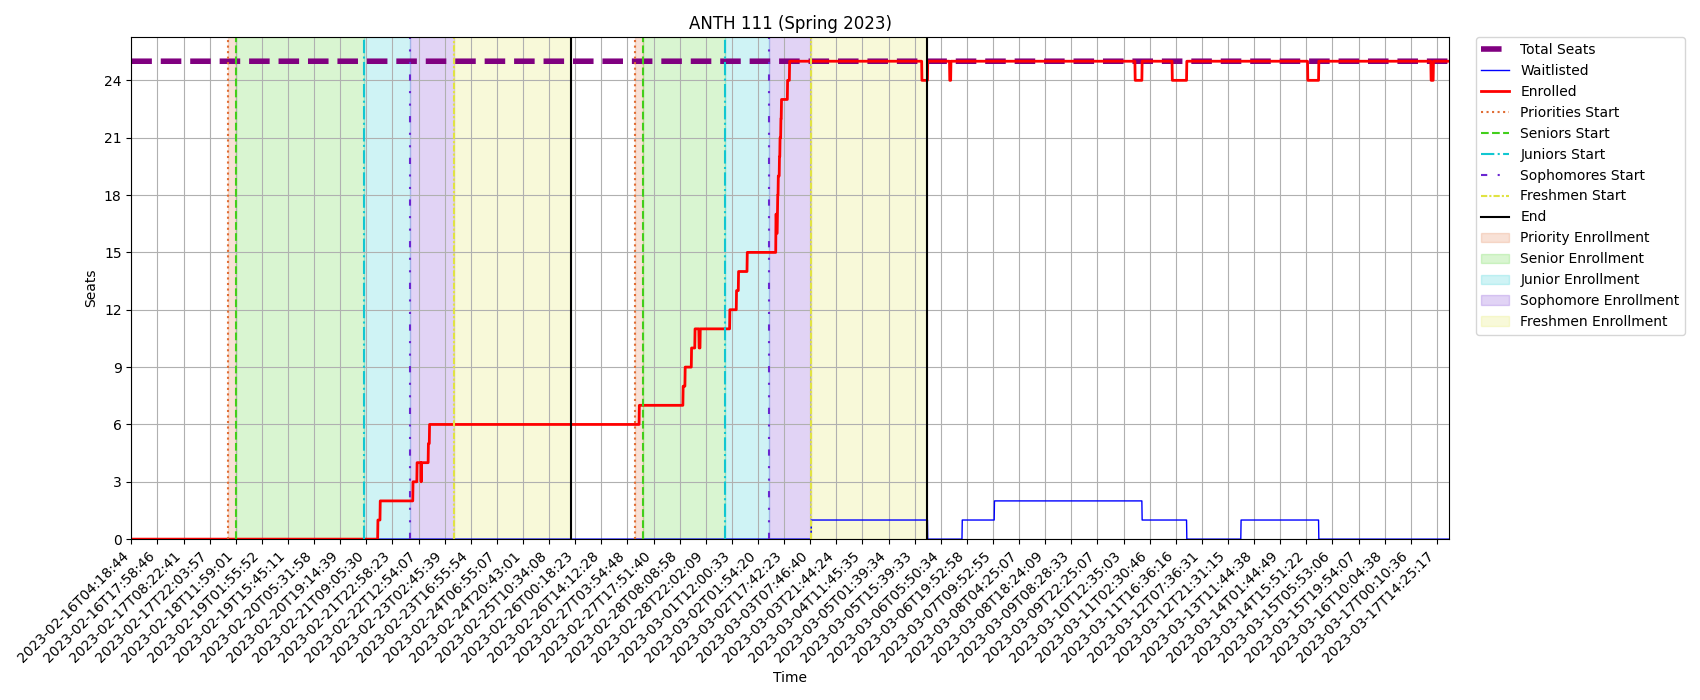 ANTH 111 (Spring 2023)
Seats
24
21
18
15
12
9
6
3
0
2023-02-16T04:18:44
2023-02-16T17:58:46
2023-02-17T08:22:41
2023-02-17T22:03:57
2023-02-18T11:59:01
2023-02-19T01:55:52
2023-02-19T15:45:11
2023-02-20T05:31:58
2023-02-20T19:14:39
2023-02-21T09:05:30
2023-02-21T22:58:23
2023-02-22T12:54:07
2023-02-23T02:45:39
2023-02-23T16:55:54
2023-02-24T06:55:07
2023-02-24T20:43:01
2023-02-25T10:34:08
2023-02-26T00:18:23
2023-02-26T14:12:28
2023-02-27T03:54:48
2023-02-27T17:51:40
2023-02-28T08:08:58
2023-02-28T22:02:09
2023-03-01T12:00:33
2023-03-02T01:54:20
2023-03-02T17:42:23
2023-03-03T07:46:40
2023-03-03T21:44:24
2023-03-04T11:45:35
2023-03-05T01:39:34
2023-03-05T15:39:33
2023-03-06T05:50:34
2023-03-06T19:52:58
2023-03-07T09:52:55
2023-03-08T04:25:07
2023-03-08T18:24:09
2023-03-09T08:28:33
2023-03-09T22:25:07
2023-03-10T12:35:03
2023-03-11T02:30:46
2023-03-11T16:36:16
2023-03-12T07:36:31
2023-03-12T21:31:15
2023-03-13T11:44:38
2023-03-14T01:44:49
2023-03-14T15:51:22
2023-03-15T05:53:06
2023-03-15T19:54:07
2023-03-16T10:04:38
2023-03-17T00:10:36
2023-03-17T14:25:17
Time
Total Seats
Waitlisted
Enrolled
Priorities Start
Seniors Start
Juniors Start
Sophomores Start
Freshmen Start
End
Priority Enrollment
Senior Enrollment
Junior Enrollment
Sophomore Enrollment
Freshmen Enrollment